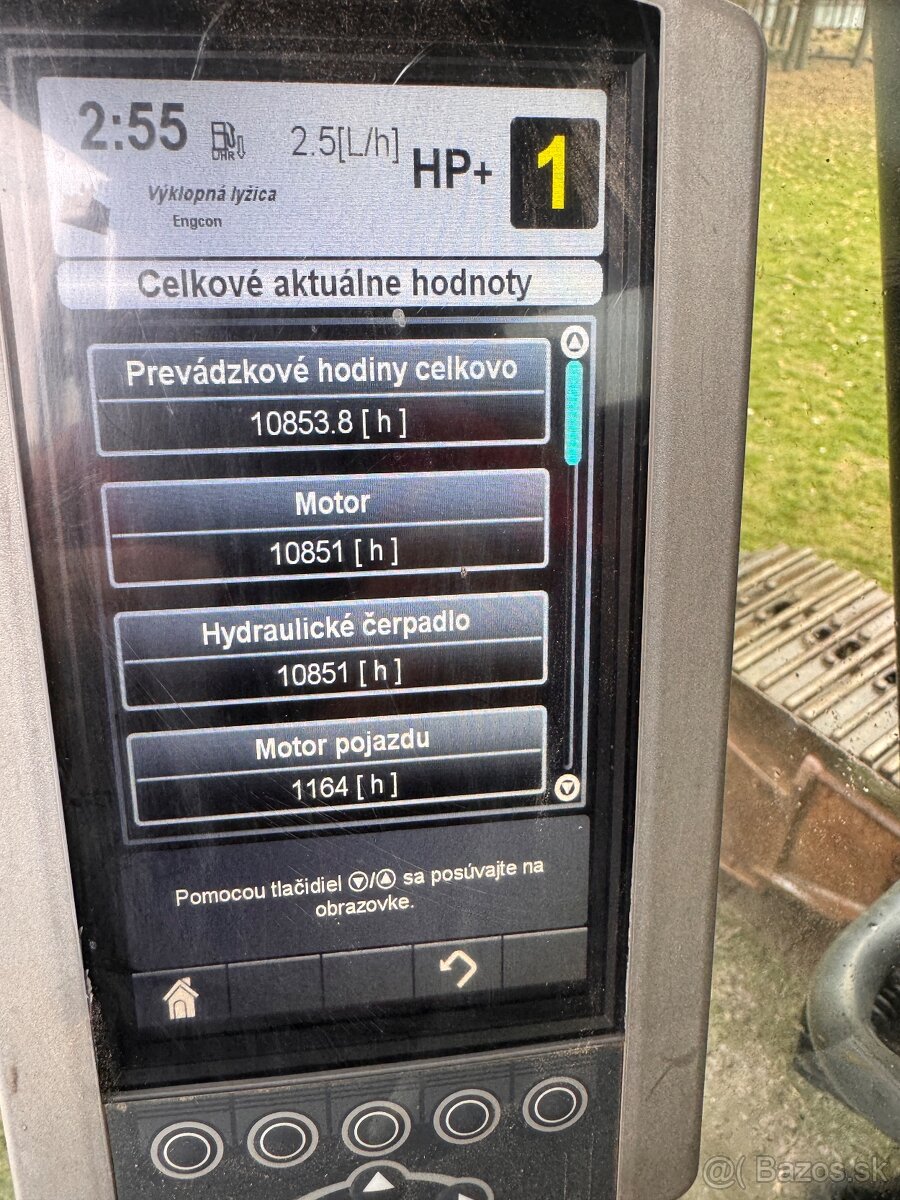 2:55
HR
2.5[L/h]
HP+
1
Výklopná lyžica
Engcon
Celkové aktuálne hodnoty
Prevádzkové hodiny celkovo
10853.8 [ h ]
Motor
10851 [ h ]
Hydraulické čerpadlo
10851 [ h ]
Motor pojazdu
1164 [ h ]
Pomocou tlačidiel ▽/△ sa posúvajte na
obrazovke.
@( Bazos.sk